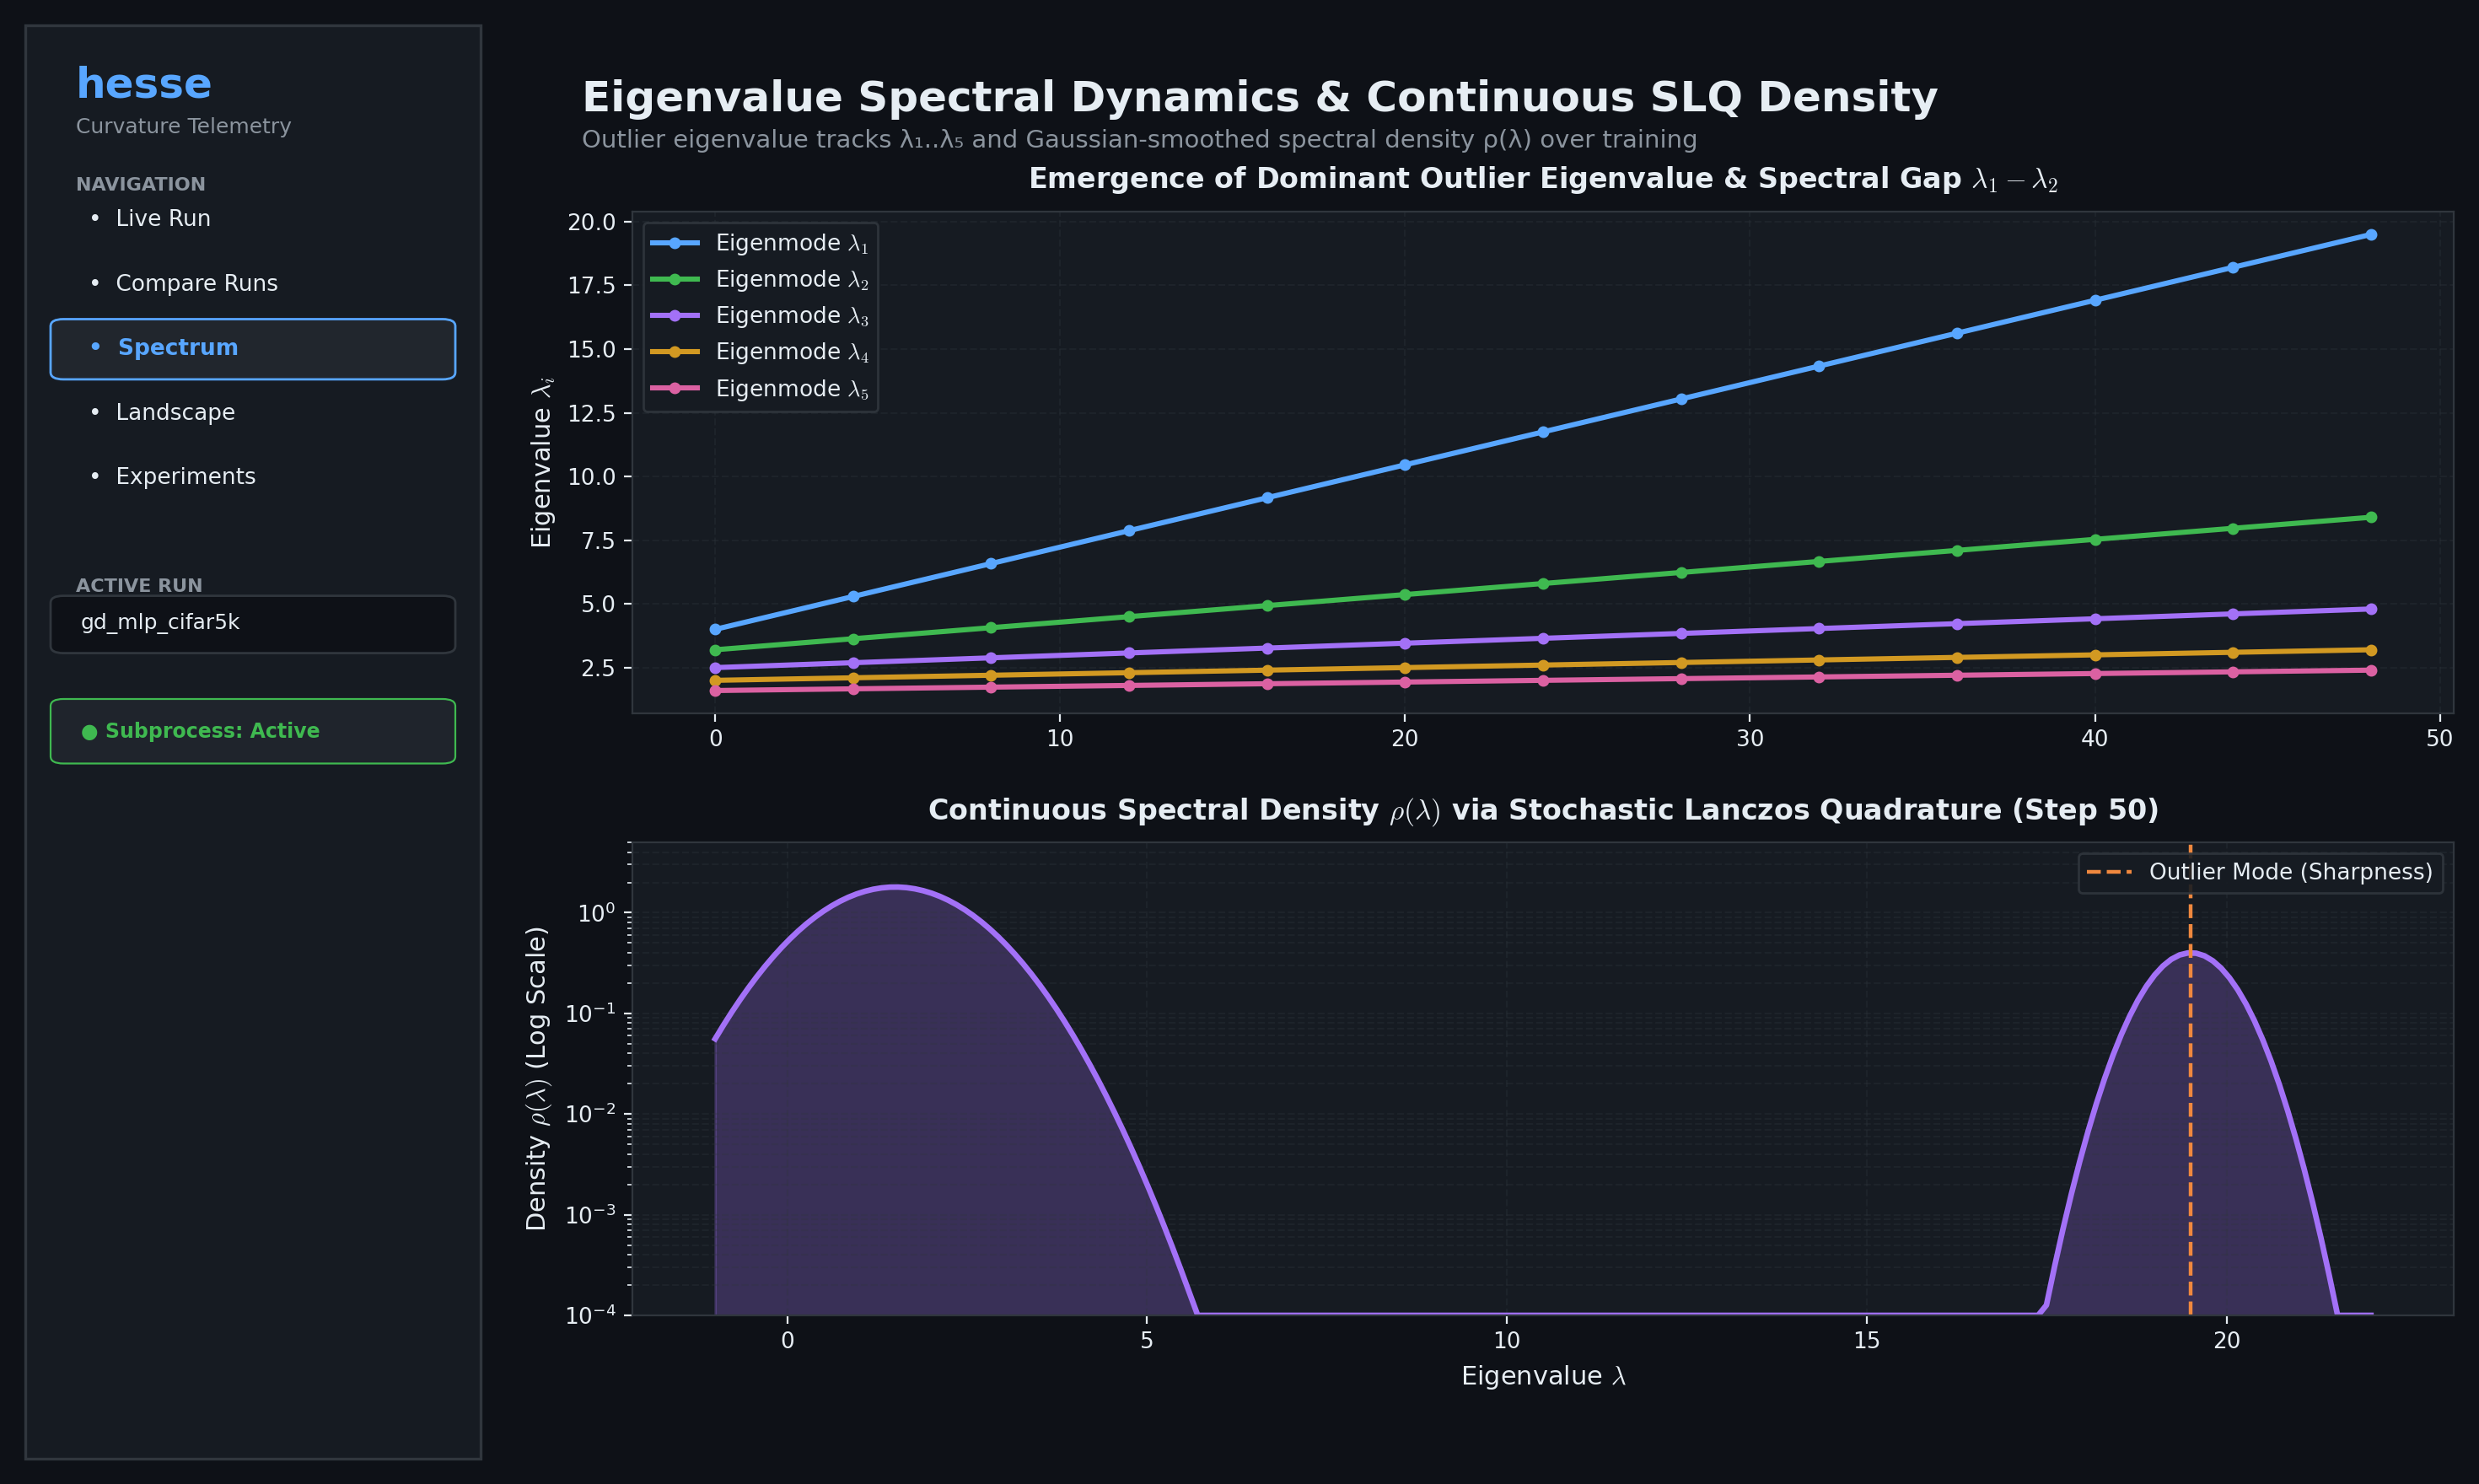 hesse
Curvature Telemetry
NAVIGATION
• Live Run
• Compare Runs
• Spectrum
• Landscape
• Experiments
ACTIVE RUN
gd_mlp_cifar5k
● Subprocess: Active
Eigenvalue Spectral Dynamics & Continuous SLQ Density
Outlier eigenvalue tracks λ₁..λ₅ and Gaussian-smoothed spectral density ρ(λ) over training
Emergence of Dominant Outlier Eigenvalue & Spectral Gap λ₁ − λ₂
Eigenvalue λᵢ
20.0
17.5
15.0
12.5
10.0
7.5
5.0
2.5
Eigenmode λ₁
Eigenmode λ₂
Eigenmode λ₃
Eigenmode λ₄
Eigenmode λ₅
0 10 20 30 40 50
Continuous Spectral Density ρ(λ) via Stochastic Lanczos Quadrature (Step 50)
Density ρ(λ) (Log Scale)
10⁰
10⁻¹
10⁻²
10⁻³
10⁻⁴
Outlier Mode (Sharpness)
0 5 10 15 20
Eigenvalue λ